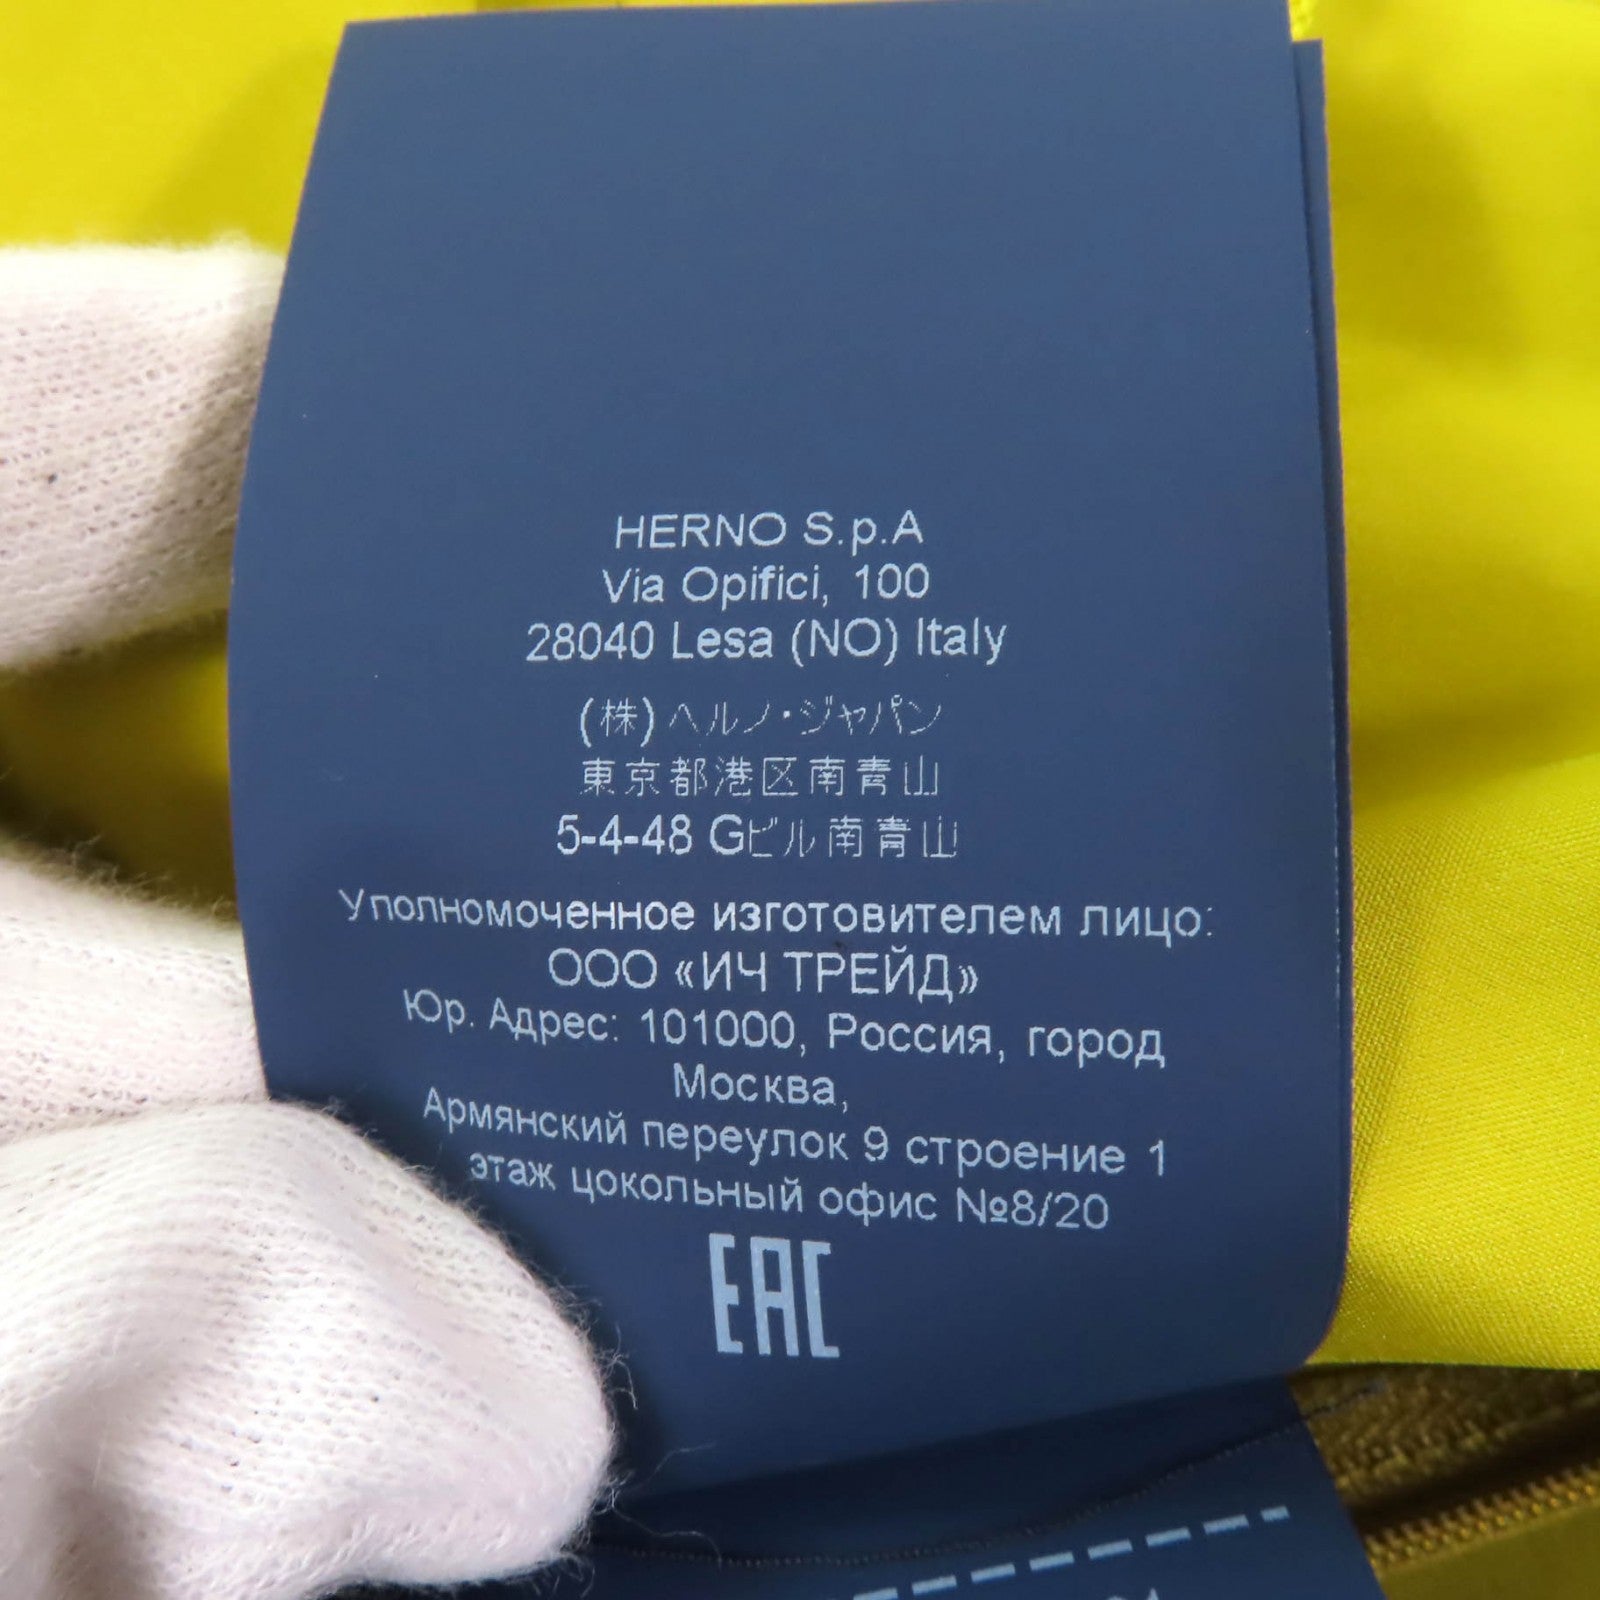 HERNO S.p.A
Via Opifici, 100
28040 Lesa (NO) Italy
(株)ヘルノ・ジャパン
東京都港区南青山
5-4-48 Gビル南青山
Уполномоченное изготовителем лицо:
ООО «ИЧ ТРЕЙД»
Юр. Адрес: 101000, Россия, город
Москва,
Армянский переулок 9 строение 1
этаж цокольный офис №8/20
EAC